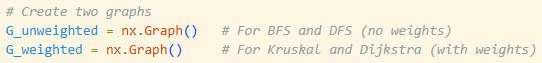 # Create two graphs
G_unweighted = nx.Graph()   # For BFS and DFS (no weights)
G_weighted = nx.Graph()     # For Kruskal and Dijkstra (with weights)